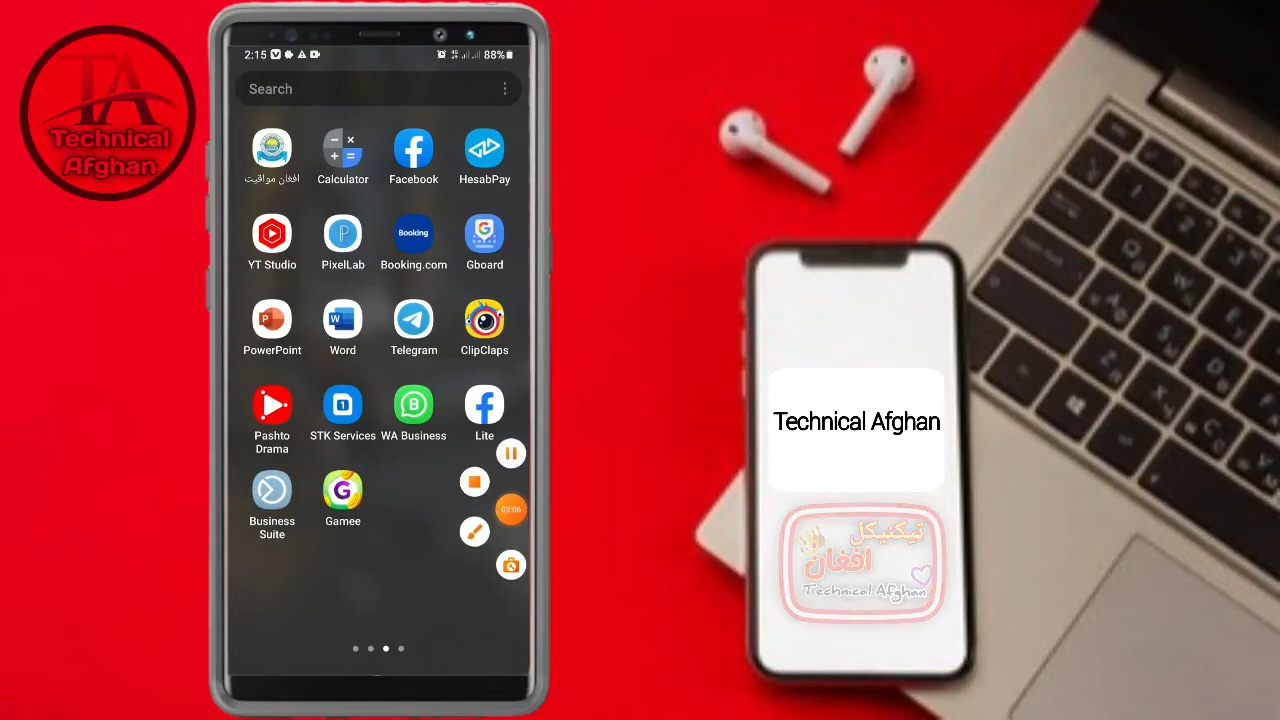 TA
Technical
Afghan
2:15
88%
Search
افغان مواقيت
Calculator
Facebook
HesabPay
YT Studio
PixelLab
Booking
Booking.com
Gboard
PowerPoint
Word
Telegram
ClipClaps
Pashto
Drama
STK Services
WA Business
Lite
03:06
Business
Suite
Gamee
Technical Afghan
تیکنیکل
افغان
Technical Afghan